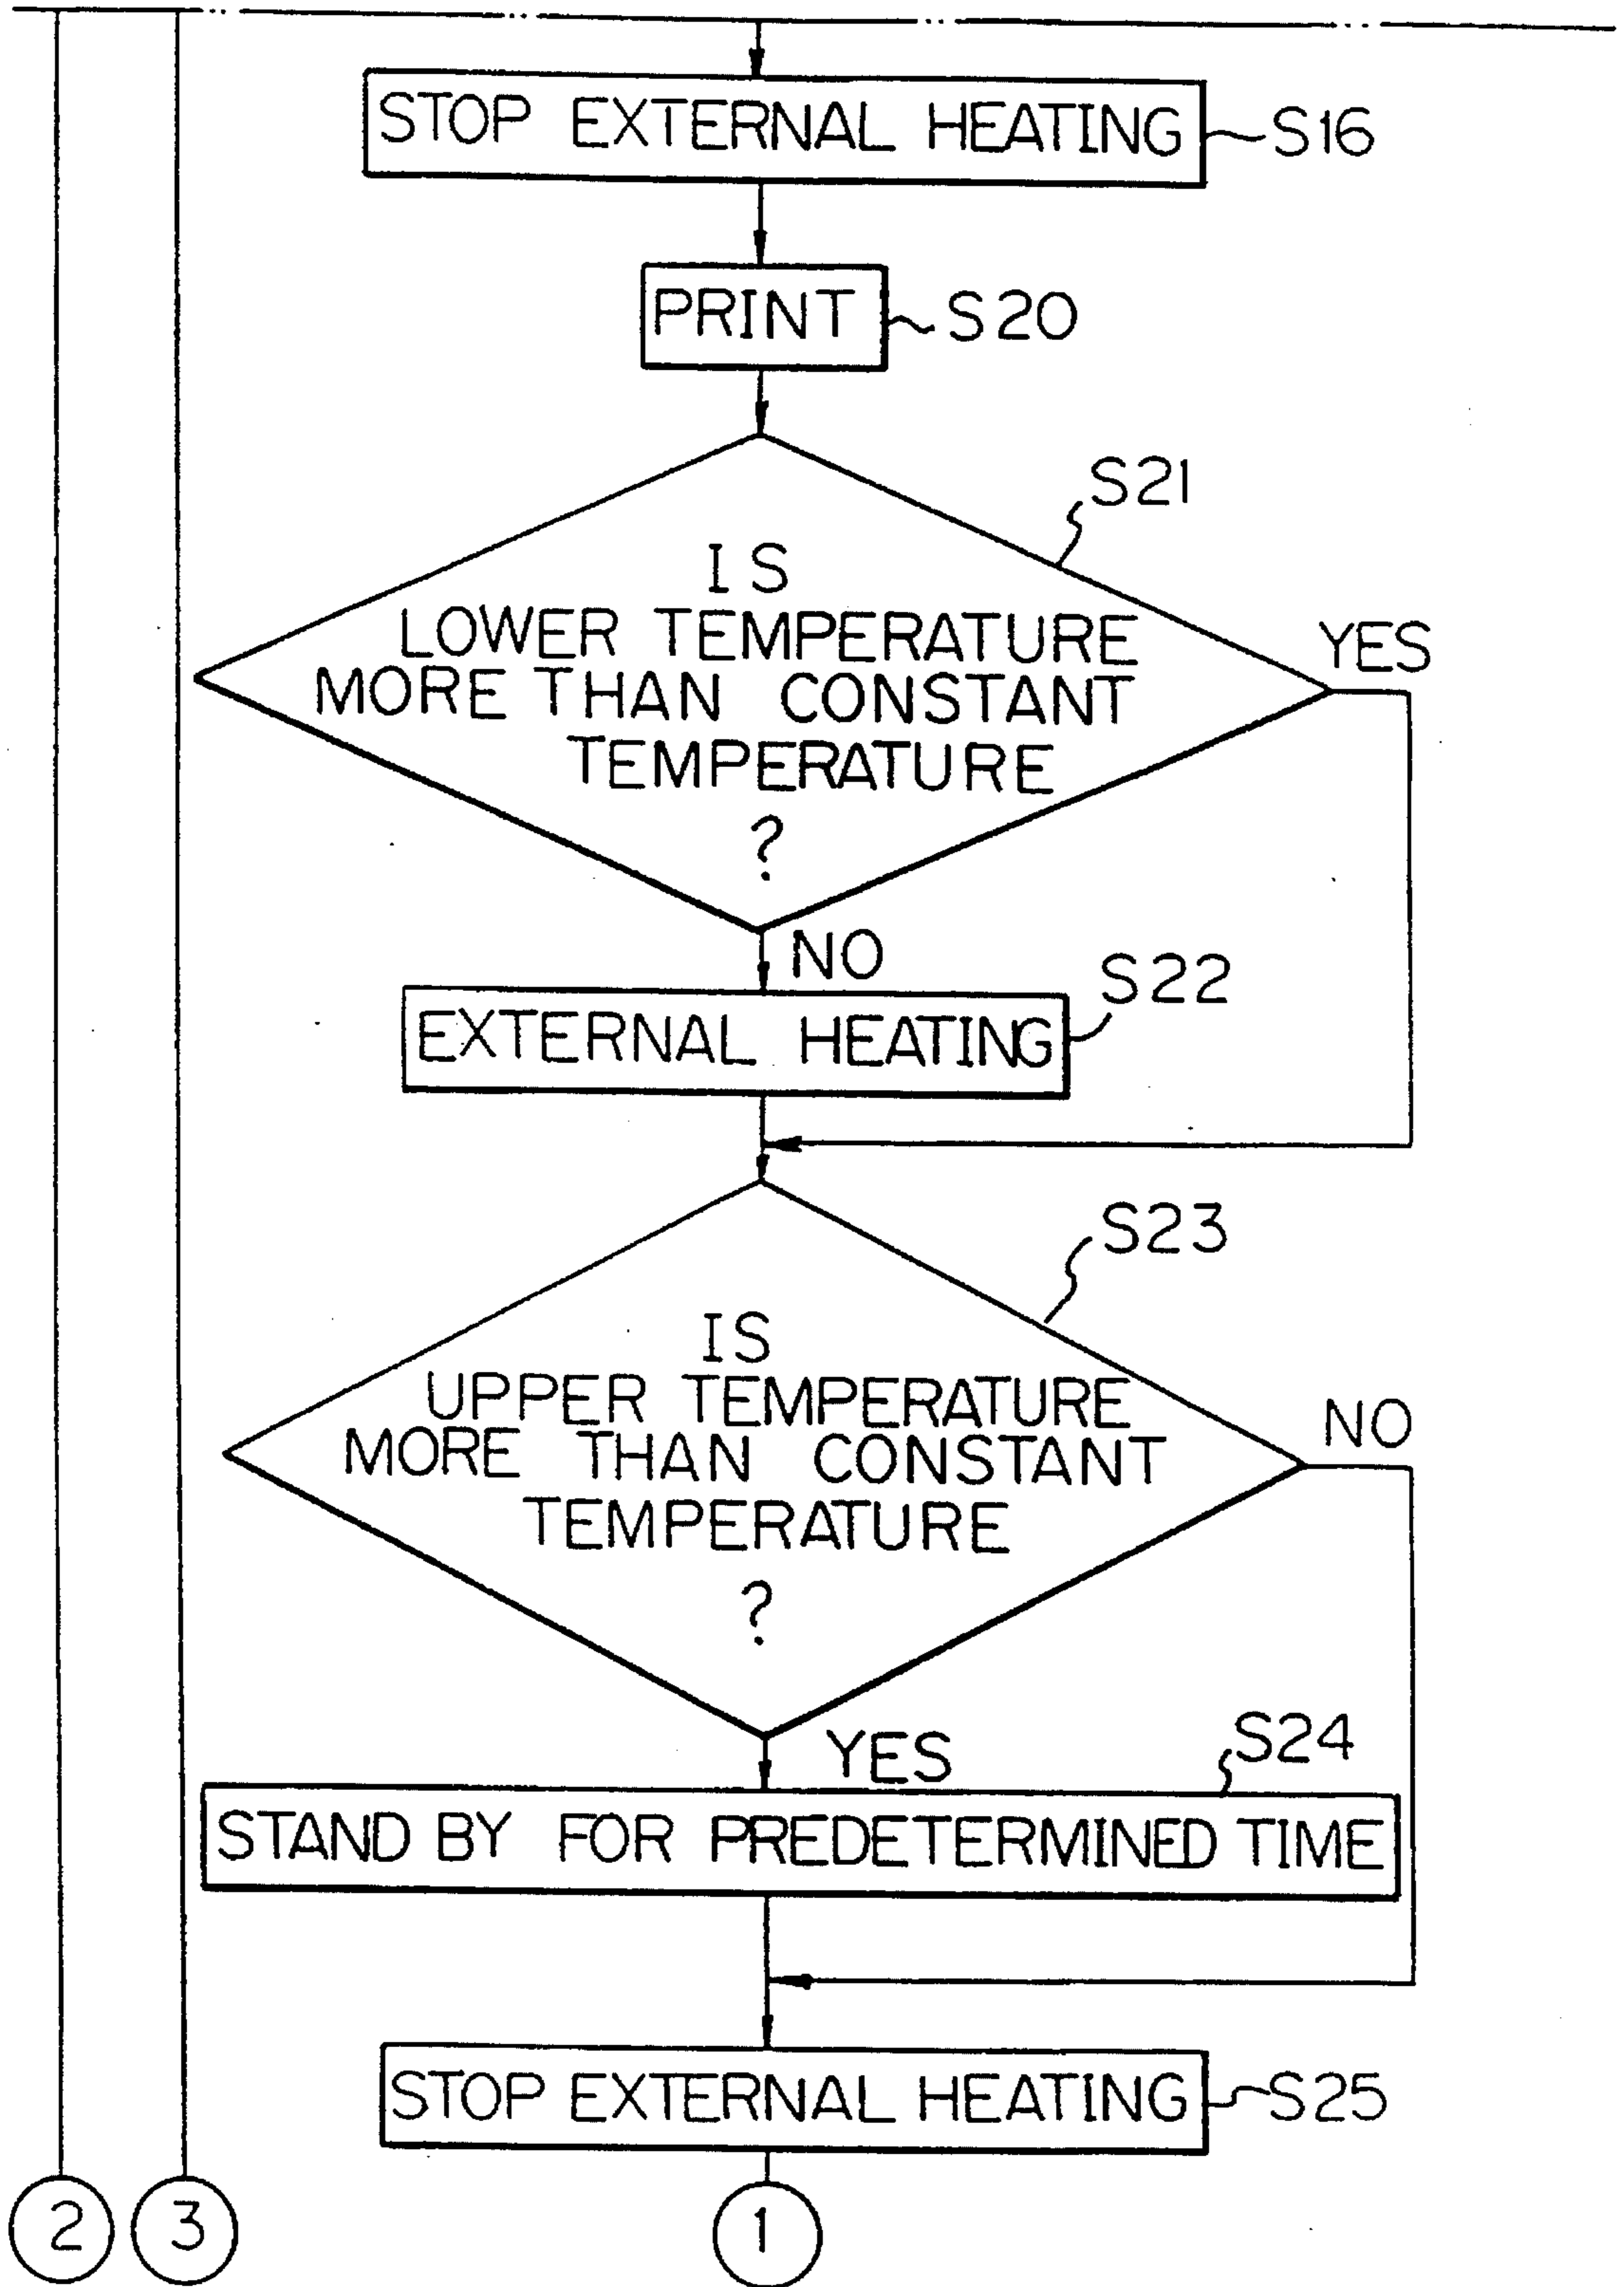 STOP EXTERNAL HEATING
S16
PRINT
S20
S21
IS
LOWER TEMPERATURE
MORE THAN CONSTANT
TEMPERATURE
?
YES
NO
S22
EXTERNAL HEATING
S23
IS
UPPER TEMPERATURE
MORE THAN CONSTANT
TEMPERATURE
?
NO
YES
S24
STAND BY FOR PREDETERMINED TIME
STOP EXTERNAL HEATING
S25
2
3
1